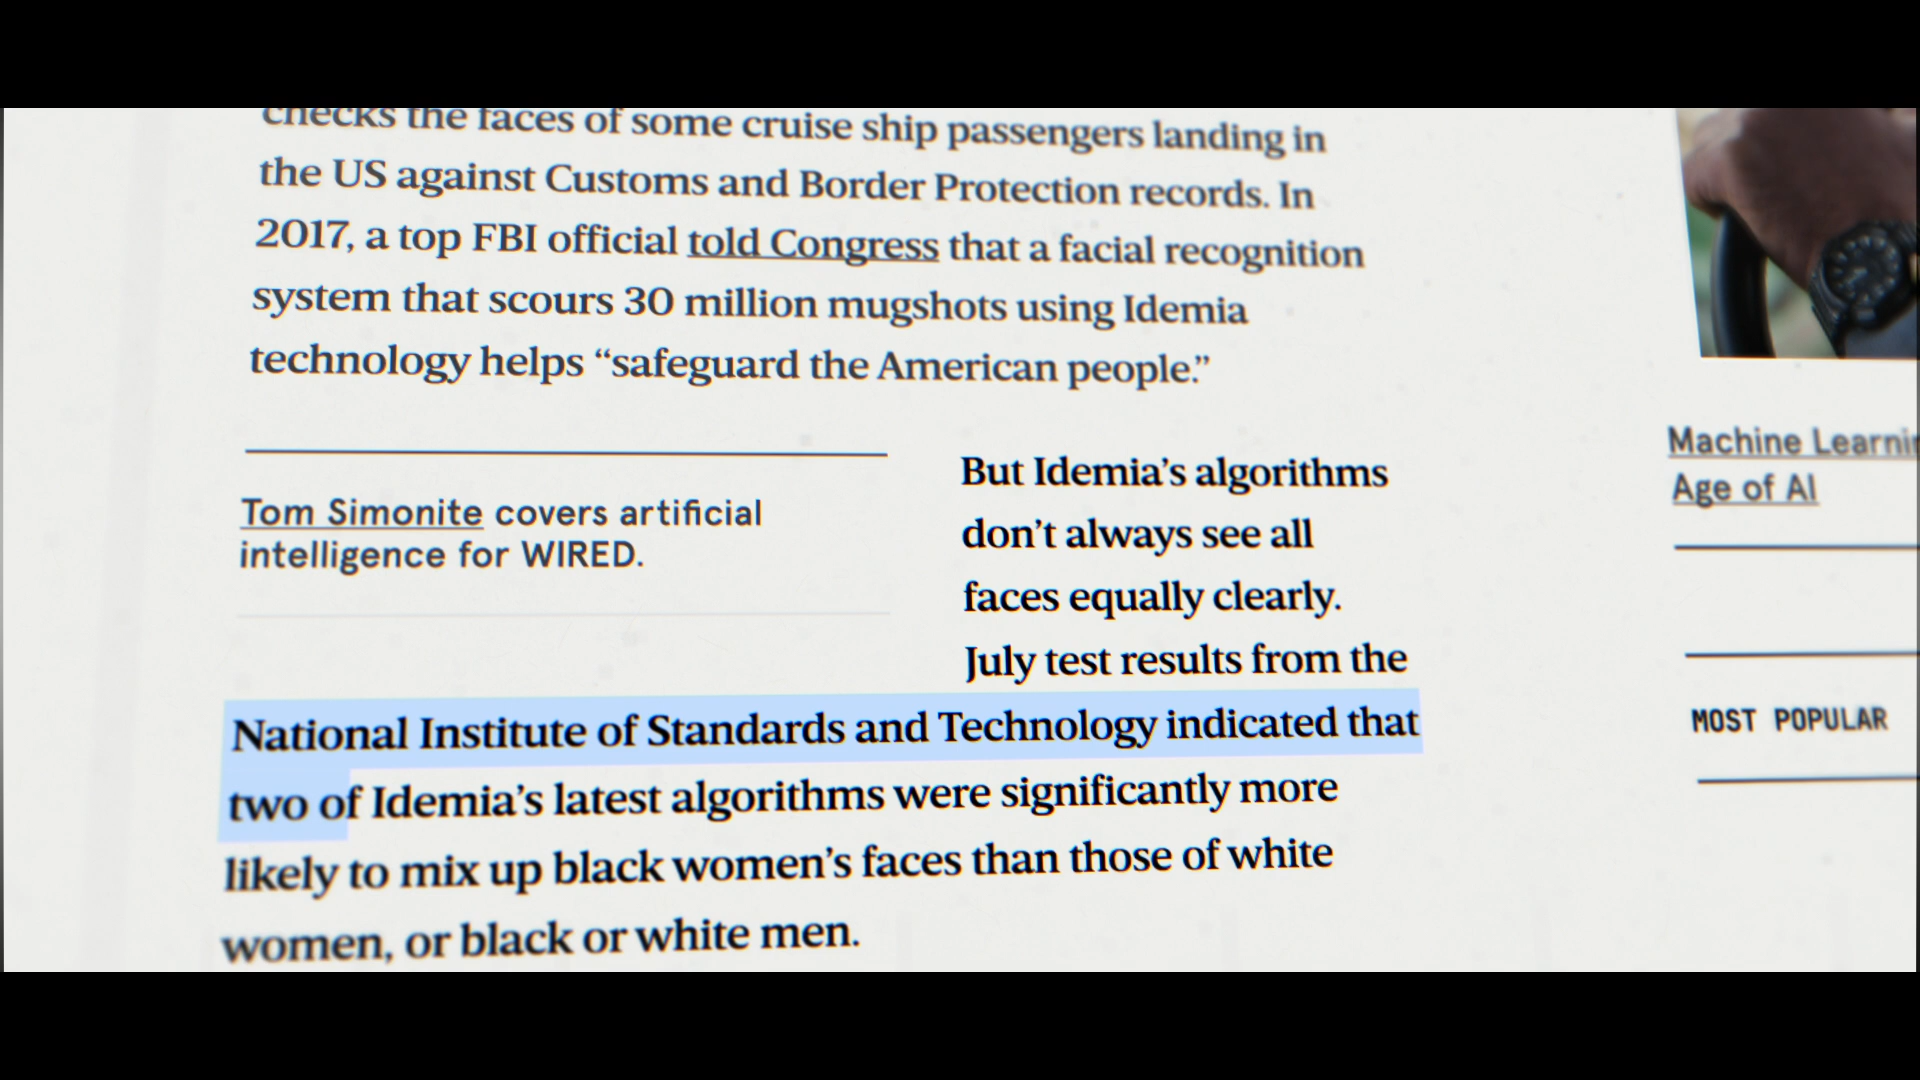 checks the faces of some cruise ship passengers landing in
the US against Customs and Border Protection records. In
2017, a top FBI official told Congress that a facial recognition
system that scours 30 million mugshots using Idemia
technology helps “safeguard the American people.”
Tom Simonite covers artificial
intelligence for WIRED.
But Idemia’s algorithms
don’t always see all
faces equally clearly.
July test results from the
National Institute of Standards and Technology indicated that
two of Idemia’s latest algorithms were significantly more
likely to mix up black women’s faces than those of white
women, or black or white men.
Machine
Age of AI
MOST POPULAR